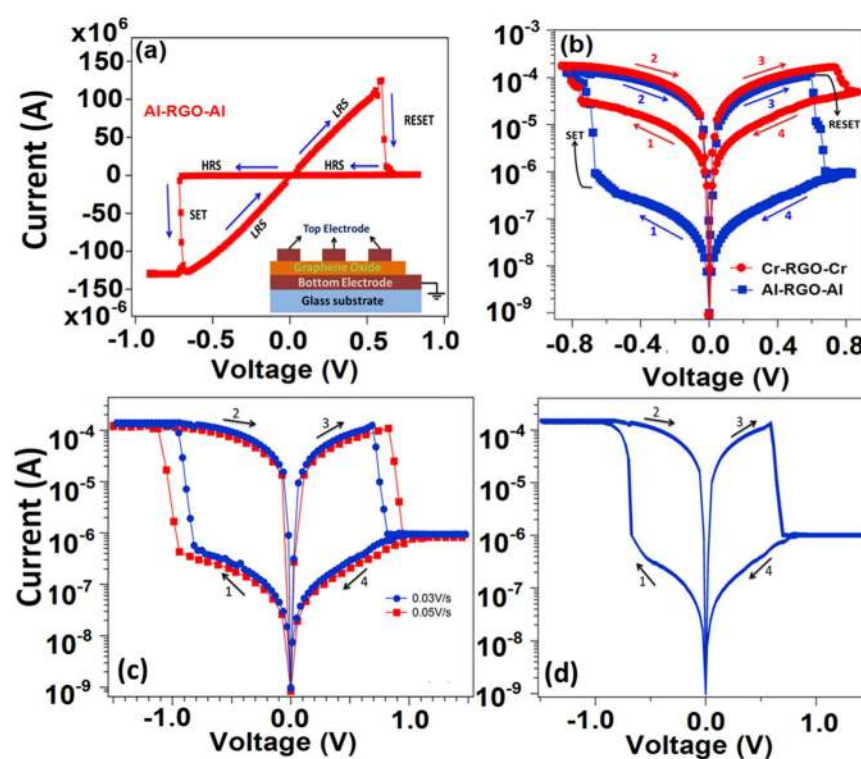 (a)
150x10⁶
100
50
0
-50
-100
-150
x10⁻⁶
Current (A)
Al-RGO-Al
LRS
RESET
HRS
HRS
SET
LRS
Top Electrode
Graphene Oxide
Bottom Electrode
Glass substrate
-1.0 -0.5 0.0 0.5 1.0
Voltage (V)
(b)
10⁻³
10⁻⁴
10⁻⁵
10⁻⁶
10⁻⁷
10⁻⁸
10⁻⁹
2
3
2
3
SET
RESET
1
4
1
4
Cr-RGO-Cr
Al-RGO-Al
-0.8 -0.4 0.0 0.4 0.8
Voltage (V)
10⁻⁴
10⁻⁵
10⁻⁶
10⁻⁷
10⁻⁸
10⁻⁹
Current (A)
2
3
1
4
0.03V/s
0.05V/s
(c)
-1.0 0.0 1.0
Voltage (V)
10⁻⁴
10⁻⁵
10⁻⁶
10⁻⁷
10⁻⁸
10⁻⁹
2
3
1
4
(d)
-1.0 0.0 1.0
Voltage (V)